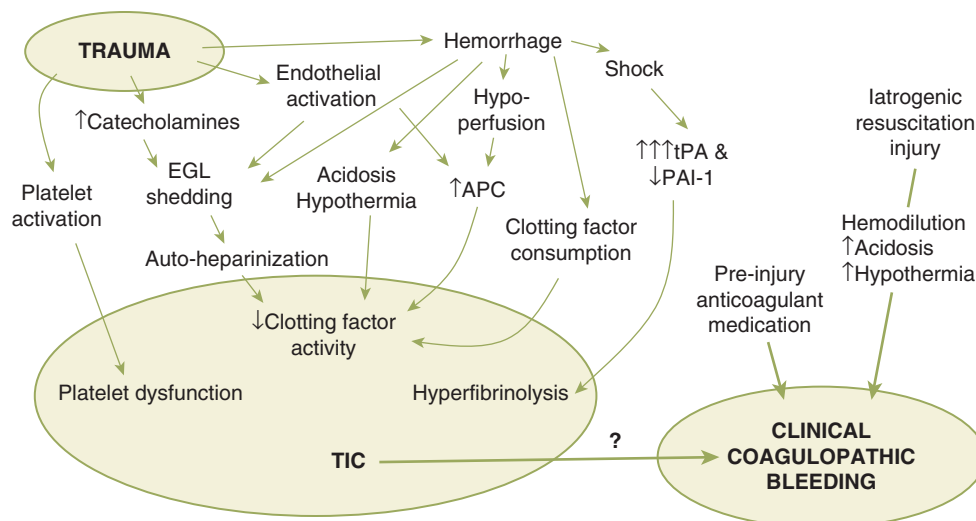 TRAUMA
Hemorrhage
Endothelial
activation
Shock
↑Catecholamines
Hypo-
perfusion
Iatrogenic
resuscitation
injury
EGL
shedding
Acidosis
Hypothermia
↑APC
↑↑↑tPA &
↓PAI-1
Platelet
activation
Clotting factor
consumption
Hemodilution
↑Acidosis
↑Hypothermia
Auto-heparinization
Pre-injury
anticoagulant
medication
↓Clotting factor
activity
Platelet dysfunction
Hyperfibrinolysis
TIC
?
CLINICAL
COAGULOPATHIC
BLEEDING